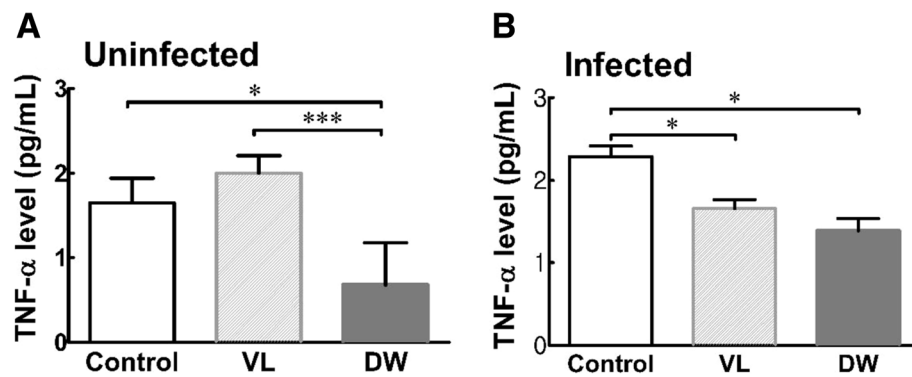 A
Uninfected
TNF-α level (pg/mL)
3
2
1
0
*
***
Control VL DW
B
Infected
TNF-α level (pg/mL)
3
2
1
0
*
*
Control VL DW